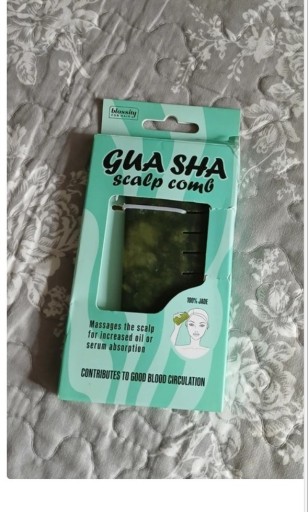 blossity
GUA SHA
scalp comb
100% JADE
Massages the scalp
for increased oil or
serum absorption
CONTRIBUTES TO GOOD BLOOD CIRCULATION